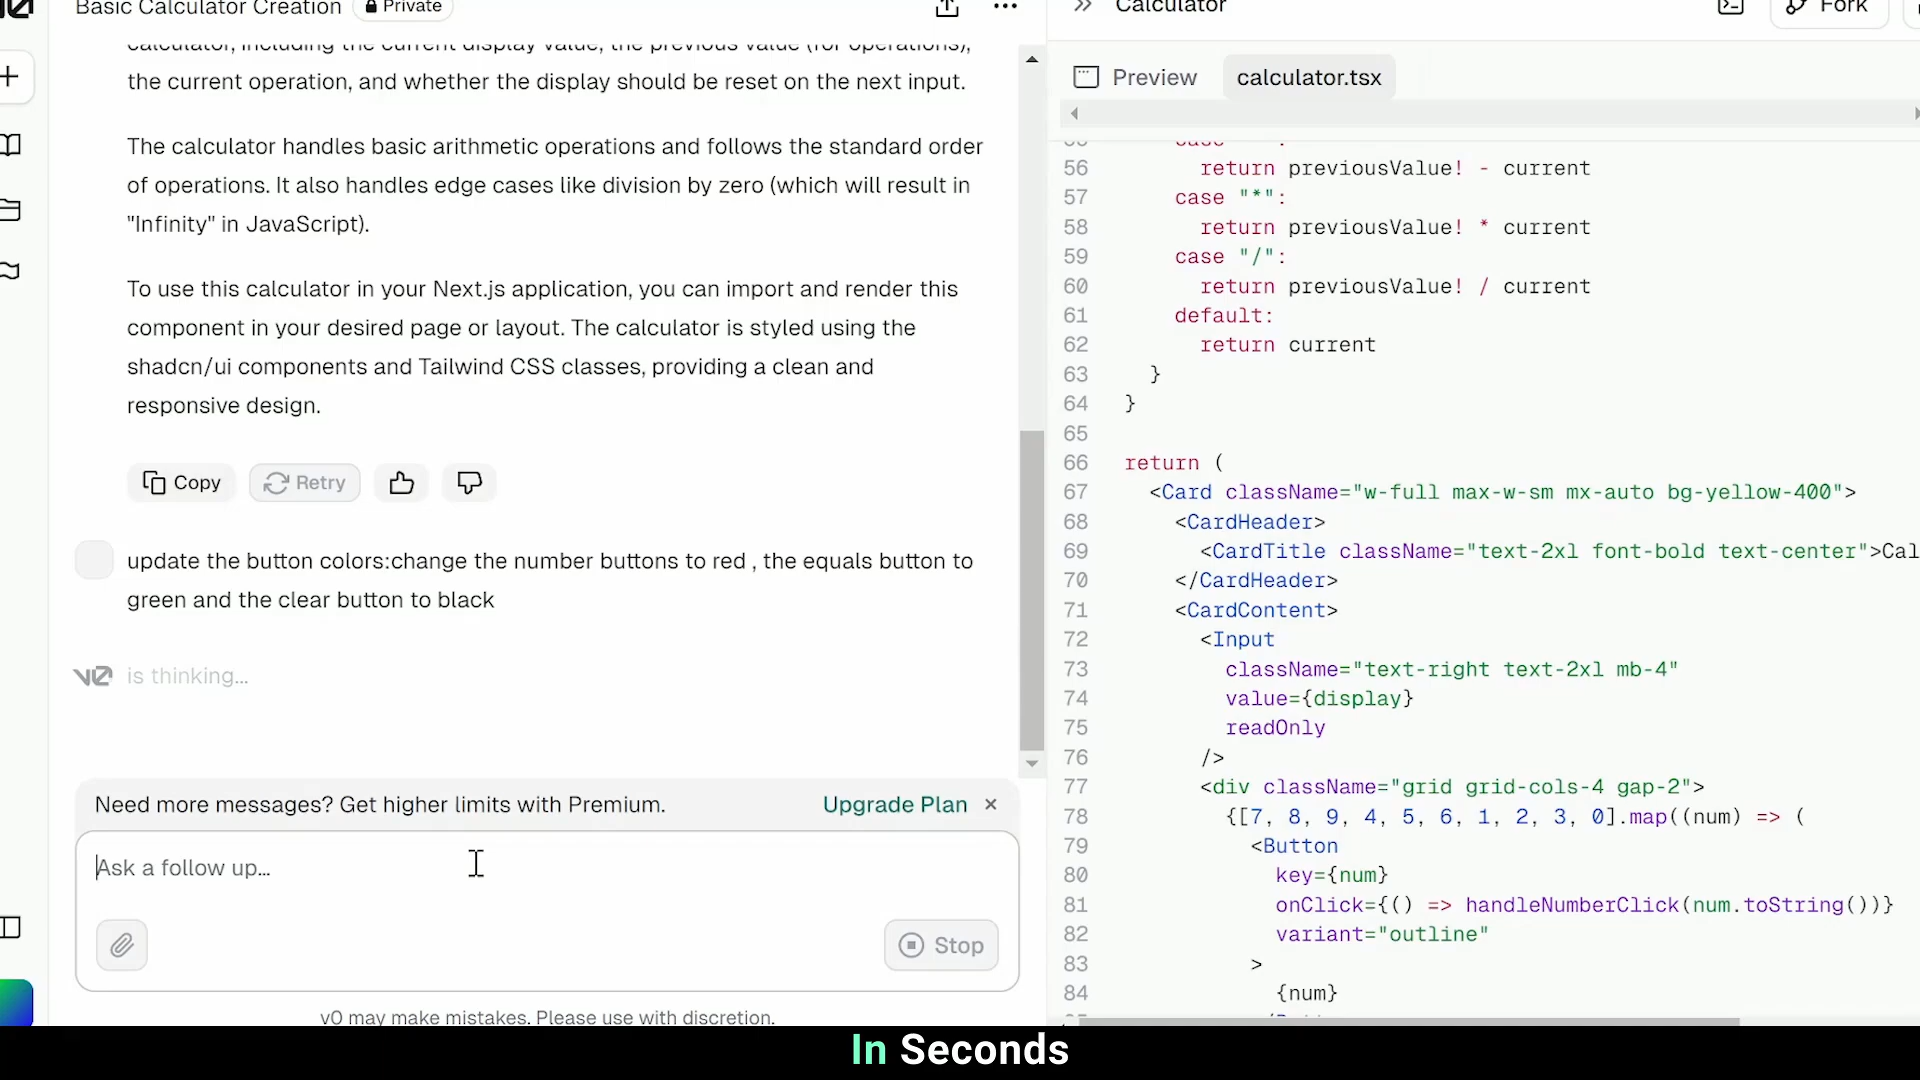 Basic Calculator Creation
Private
calculator, including the current display value, the previous value (for operations),
the current operation, and whether the display should be reset on the next input.
The calculator handles basic arithmetic operations and follows the standard order
of operations. It also handles edge cases like division by zero (which will result in
"Infinity" in JavaScript).
To use this calculator in your Next.js application, you can import and render this
component in your desired page or layout. The calculator is styled using the
shadcn/ui components and Tailwind CSS classes, providing a clean and
responsive design.
Copy
Retry
update the button colors:change the number buttons to red , the equals button to
green and the clear button to black
v0 is thinking...
Need more messages? Get higher limits with Premium.
Upgrade Plan
Ask a follow up...
Stop
v0 may make mistakes. Please use with discretion.
Calculator
Fork
Preview
calculator.tsx
56 return previousValue! - current
57 case "*":
58 return previousValue! * current
59 case "/":
60 return previousValue! / current
61 default:
62 return current
63 }
64 }
65
66 return (
67 <Card className="w-full max-w-sm mx-auto bg-yellow-400">
68 <CardHeader>
69 <CardTitle className="text-2xl font-bold text-center">Cal
70 </CardHeader>
71 <CardContent>
72 <Input
73 className="text-right text-2xl mb-4"
74 value={display}
75 readOnly
76 />
77 <div className="grid grid-cols-4 gap-2">
78 {[7, 8, 9, 4, 5, 6, 1, 2, 3, 0].map((num) => (
79 <Button
80 key={num}
81 onClick={() => handleNumberClick(num.toString())}
82 variant="outline"
83 >
84 {num}
In Seconds